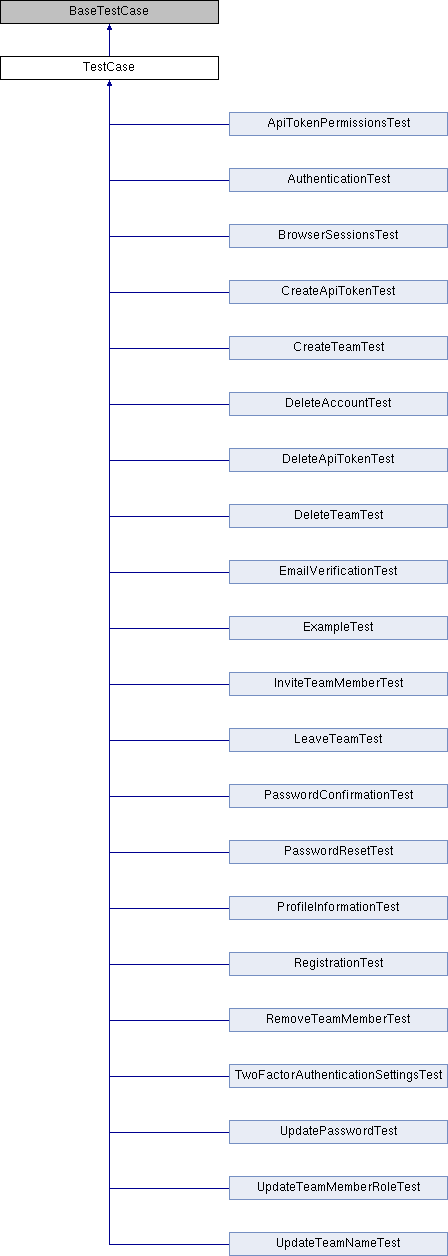 BaseTestCase
TestCase
ApiTokenPermissionsTest
AuthenticationTest
BrowserSessionsTest
CreateApiTokenTest
CreateTeamTest
DeleteAccountTest
DeleteApiTokenTest
DeleteTeamTest
EmailVerificationTest
ExampleTest
InviteTeamMemberTest
LeaveTeamTest
PasswordConfirmationTest
PasswordResetTest
ProfileInformationTest
RegistrationTest
RemoveTeamMemberTest
TwoFactorAuthenticationSettingsTest
UpdatePasswordTest
UpdateTeamMemberRoleTest
UpdateTeamNameTest